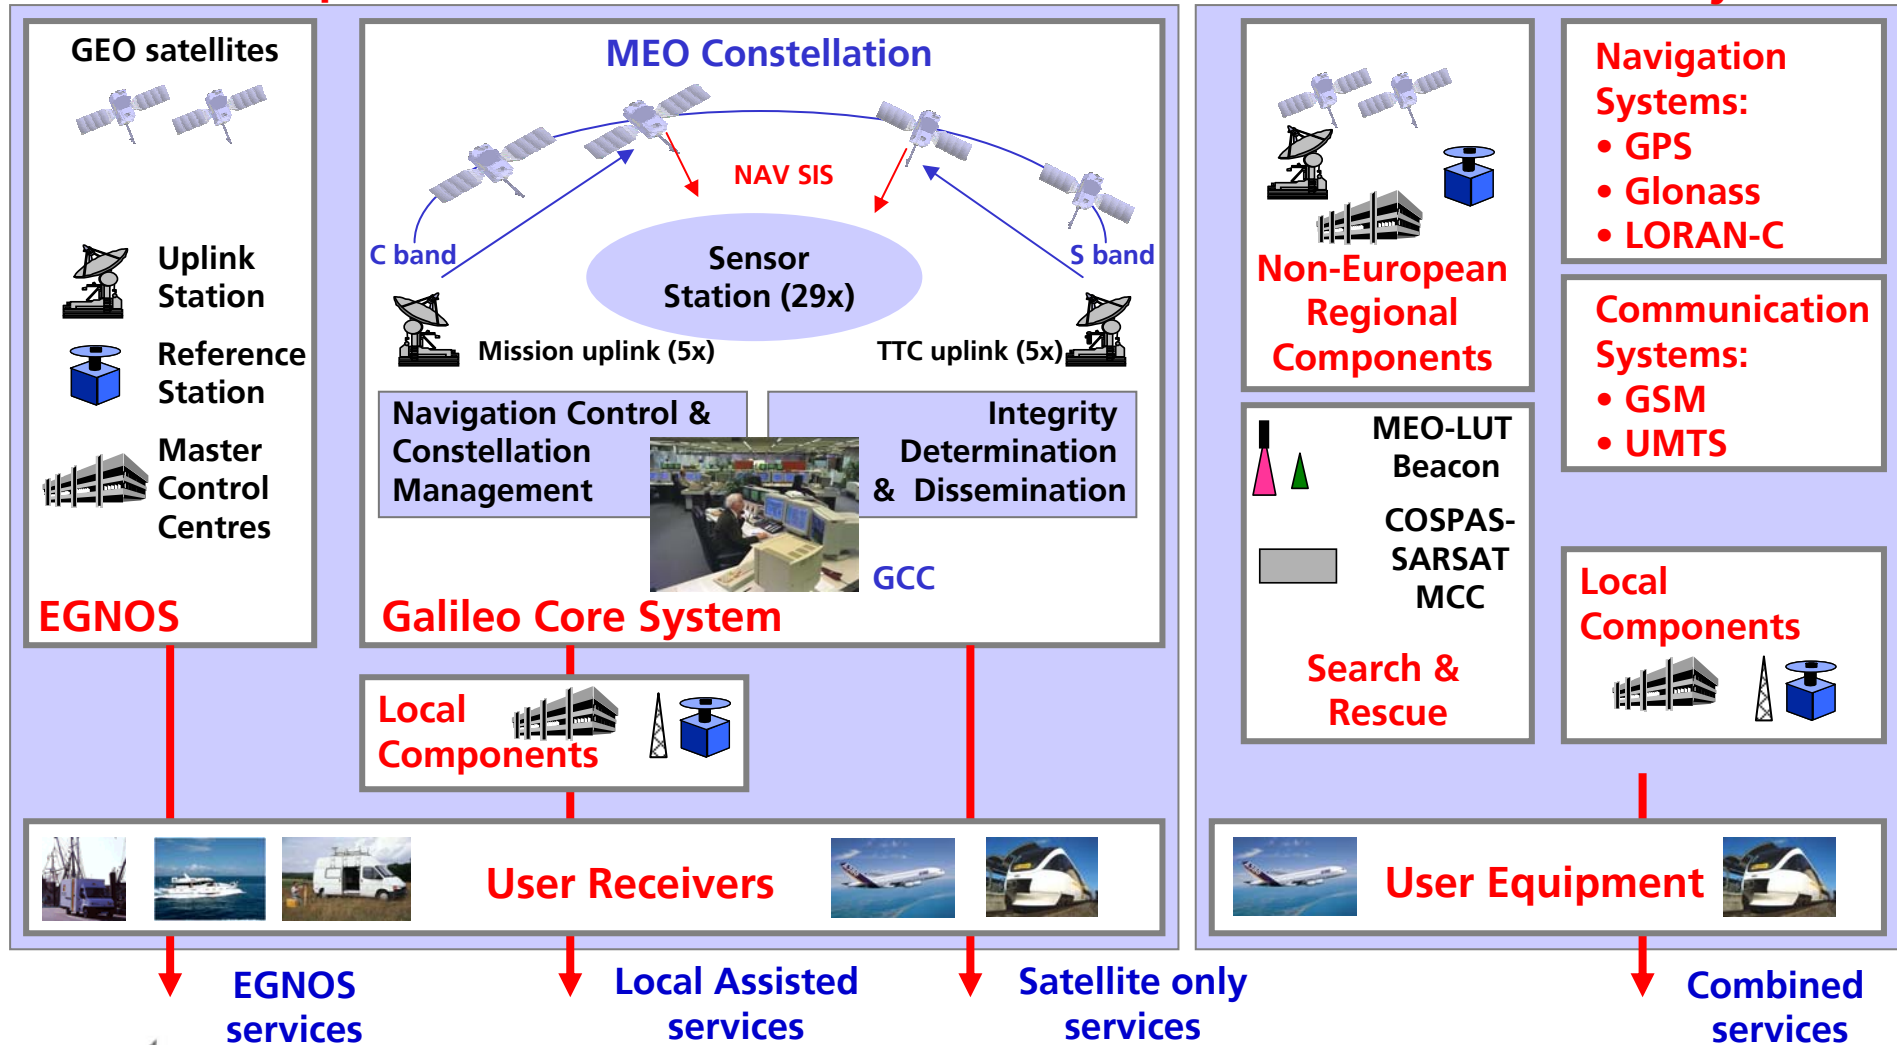 GEO satellites
Uplink
Station
Reference
Station
Master
Control
Centres
EGNOS
MEO Constellation
NAV SIS
C band
S band
Sensor
Station (29x)
Mission uplink (5x)
TTC uplink (5x)
Navigation Control &
Constellation
Management
Integrity
Determination
& Dissemination
GCC
Galileo Core System
Local
Components
User Receivers
EGNOS
services
Local Assisted
services
Satellite only
services
Non-European
Regional
Components
Navigation
Systems:
• GPS
• Glonass
• LORAN-C
Communication
Systems:
• GSM
• UMTS
MEO-LUT
Beacon
COSPAS-
SARSAT
MCC
Search &
Rescue
Local
Components
User Equipment
Combined
services